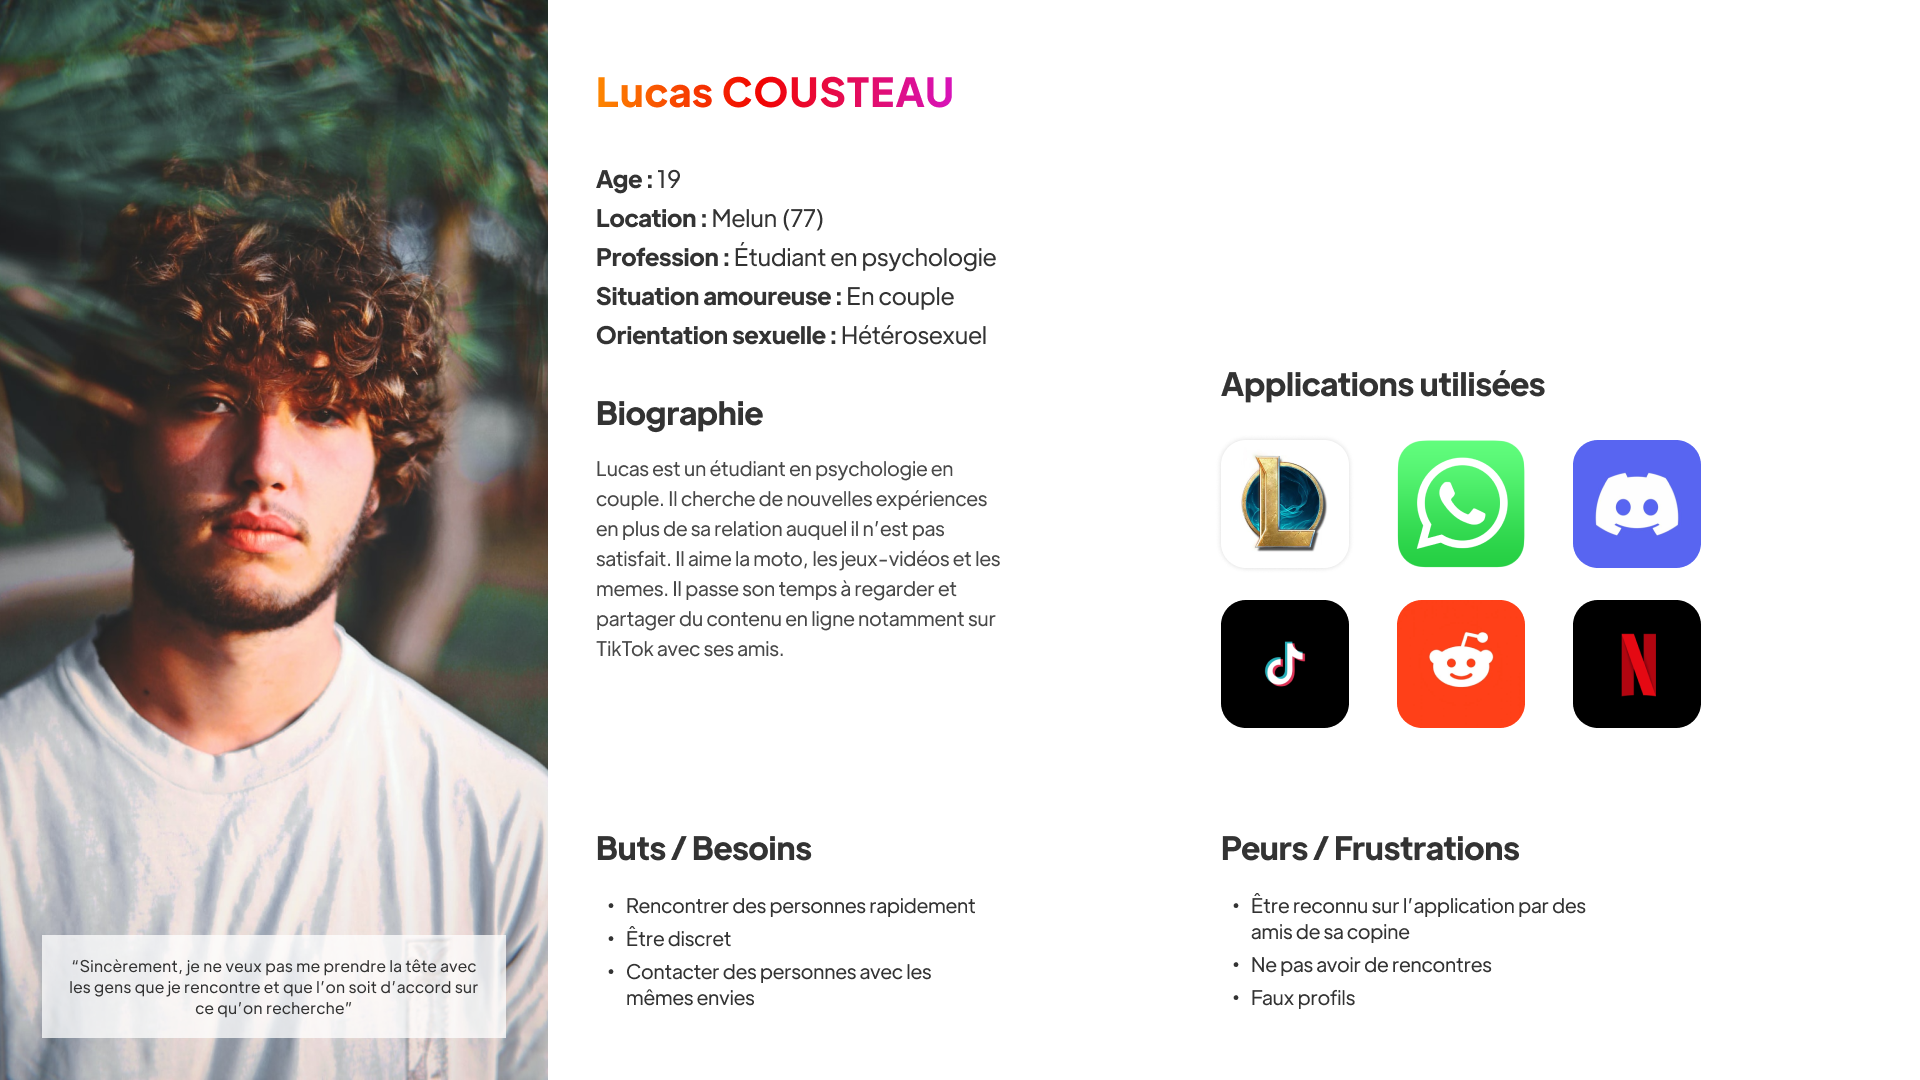 Lucas COUSTEAU
Age : 19
Location : Melun (77)
Profession : Étudiant en psychologie
Situation amoureuse : En couple
Orientation sexuelle : Hétérosexuel
Biographie
Lucas est un étudiant en psychologie en
couple. Il cherche de nouvelles expériences
en plus de sa relation auquel il n’est pas
satisfait. Il aime la moto, les jeux-vidéos et les
memes. Il passe son temps à regarder et
partager du contenu en ligne notamment sur
TikTok avec ses amis.
Applications utilisées
Buts / Besoins
• Rencontrer des personnes rapidement
• Être discret
• Contacter des personnes avec les
mêmes envies
Peurs / Frustrations
• Être reconnu sur l’application par des
amis de sa copine
• Ne pas avoir de rencontres
• Faux profils
“Sincèrement, je ne veux pas me prendre la tête avec
les gens que je rencontre et que l’on soit d’accord sur
ce qu’on recherche”